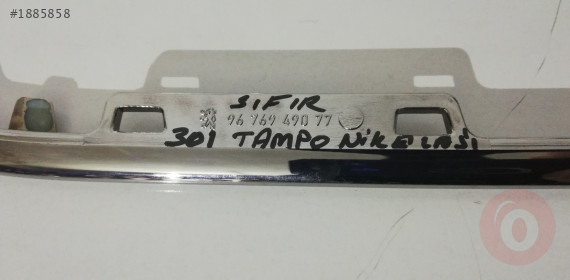 #1885858
SIFIR
96 769 490 77
301 TAMPO NİKELAJI